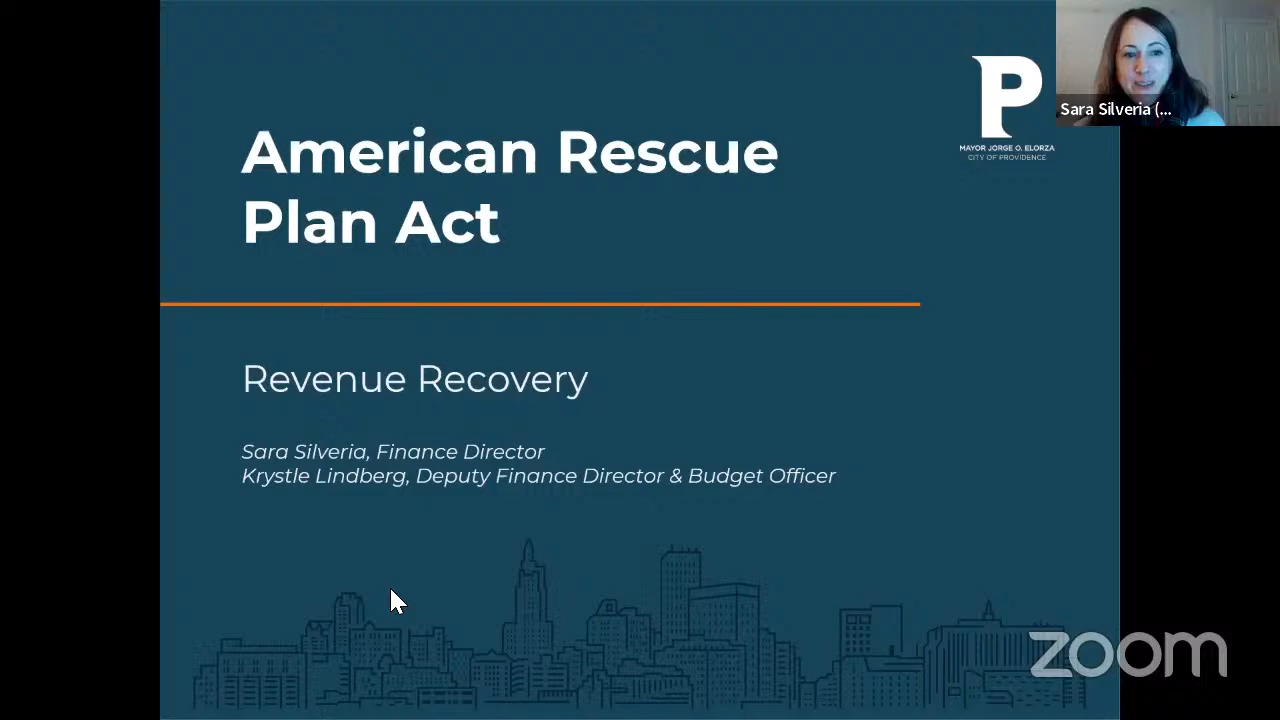 American Rescue
Plan Act
P
MAYOR JORGE O. ELORZA
CITY OF PROVIDENCE
Sara Silveria (...
Revenue Recovery
Sara Silveria, Finance Director
Krystle Lindberg, Deputy Finance Director & Budget Officer
zoom